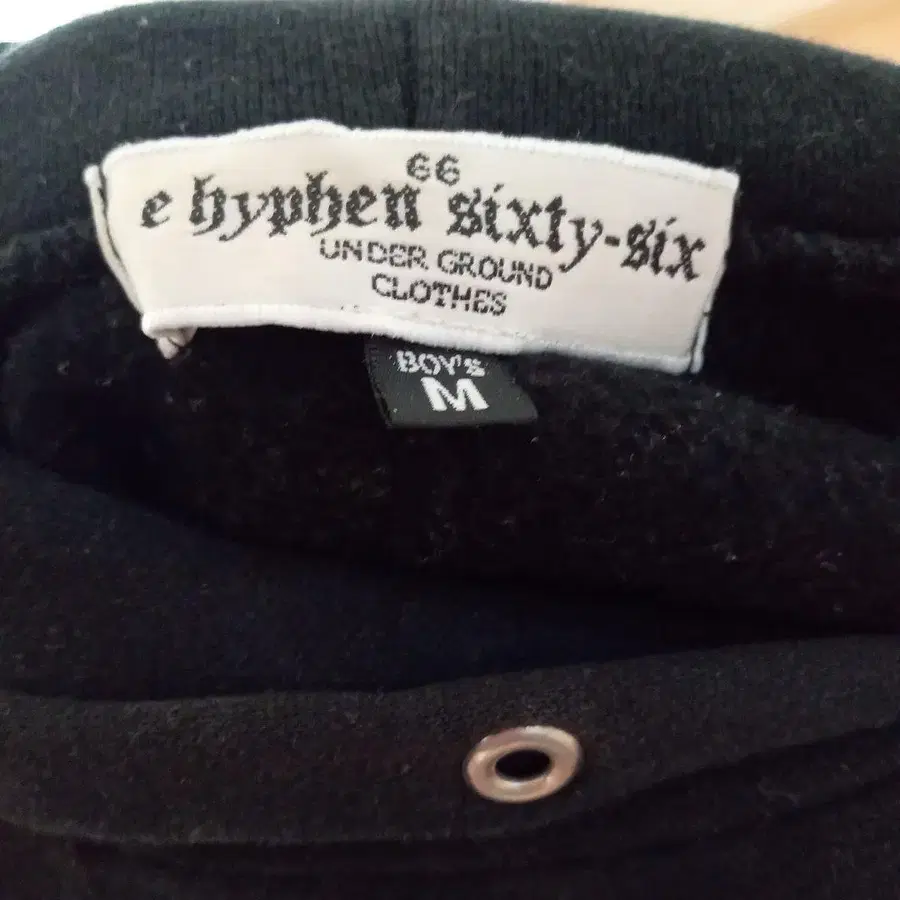 66
e hyphen sixty-six
UNDER GROUND
CLOTHES
BOY'S
M